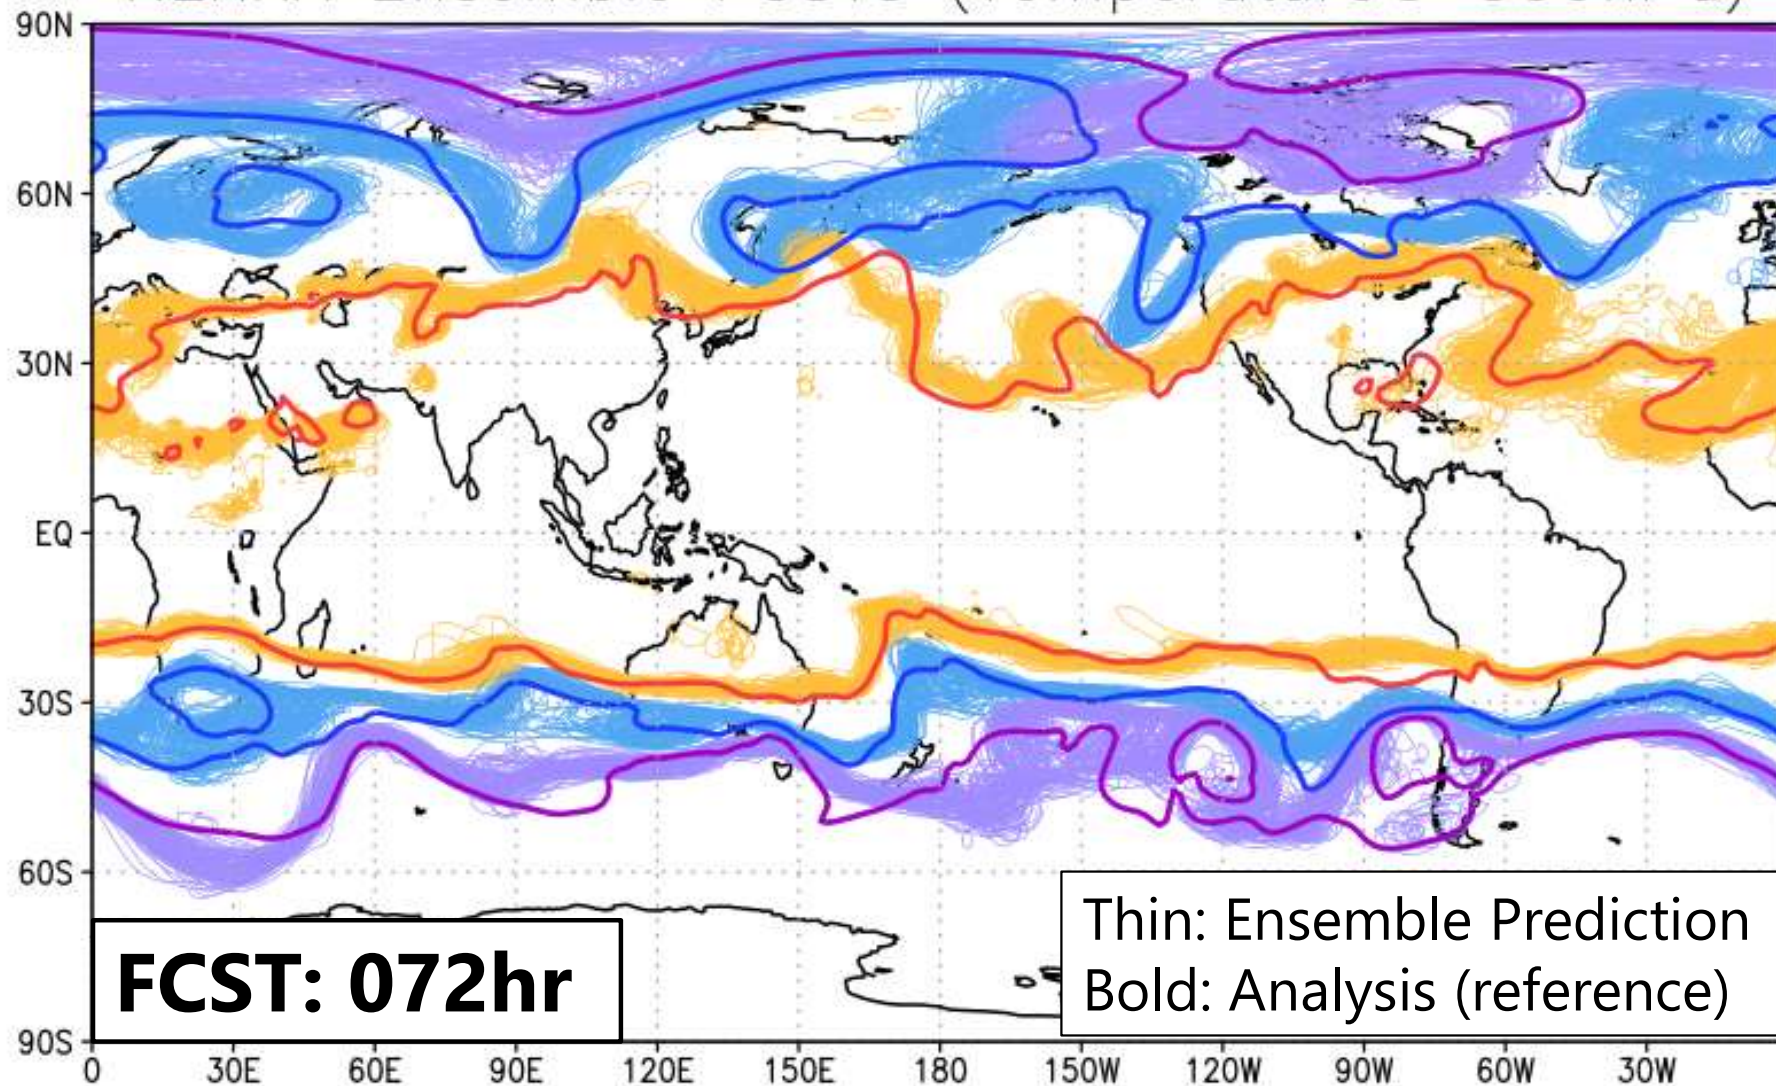 90N
60N
30N
EQ
30S
60S
90S
FCST: 072hr
Thin: Ensemble Prediction
Bold: Analysis (reference)
0 30E 60E 90E 120E 150E 180 150W 120W 90W 60W 30W